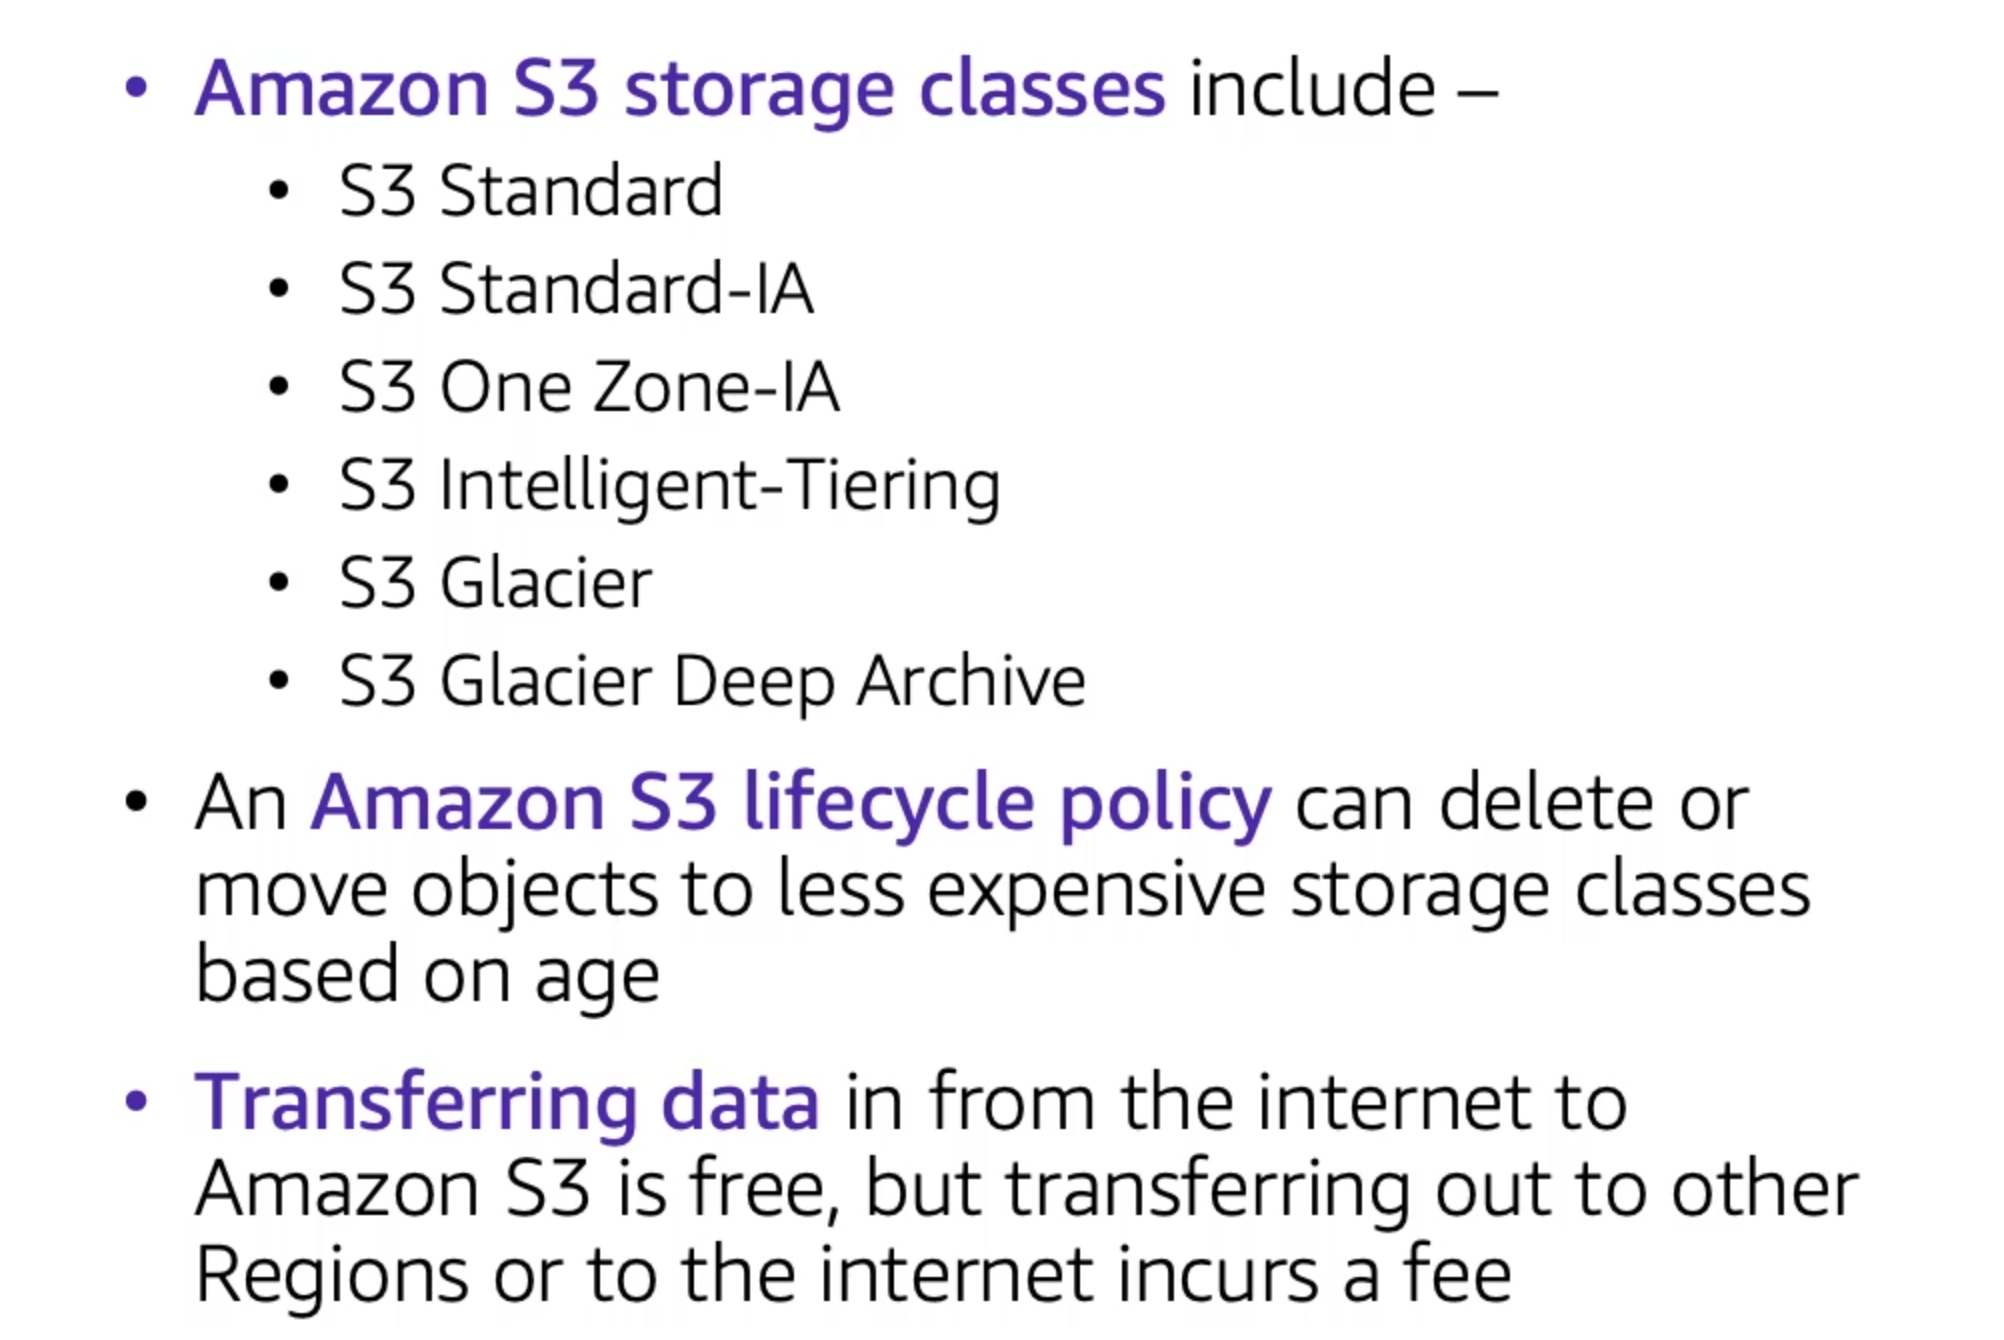 • Amazon S3 storage classes include –
• S3 Standard
• S3 Standard-IA
• S3 One Zone-IA
• S3 Intelligent-Tiering
• S3 Glacier
• S3 Glacier Deep Archive
• An Amazon S3 lifecycle policy can delete or
move objects to less expensive storage classes
based on age
• Transferring data in from the internet to
Amazon S3 is free, but transferring out to other
Regions or to the internet incurs a fee